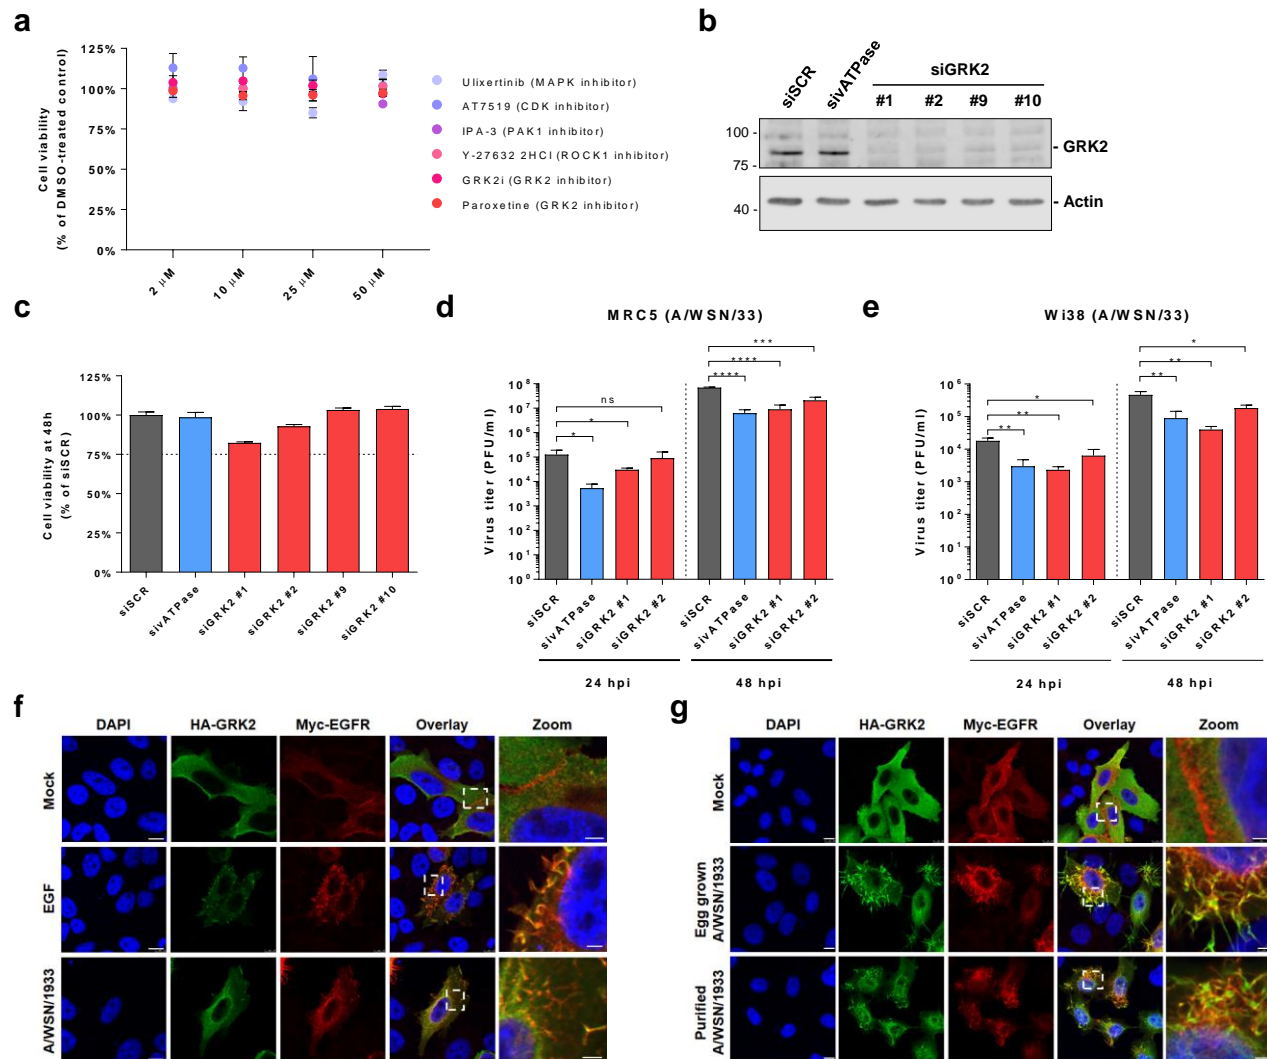 a
125%
100%
75%
50%
25%
0%
Cell viability
(% of DMSO-treated control)
2 µM
10 µM
25 µM
50 µM
Ulixertinib (MAPK inhibitor)
AT7519 (CDK inhibitor)
IPA-3 (PAK1 inhibitor)
Y-27632 2HCl (ROCK1 inhibitor)
GRK2i (GRK2 inhibitor)
Paroxetine (GRK2 inhibitor)
b
siSCR
sivATPase
siGRK2
#1 #2 #9 #10
100 -
75 -
- GRK2
40 -
- Actin
c
125%
100%
75%
50%
25%
0%
Cell viability at 48h
(% of siSCR)
siSCR
sivATPase
siGRK2 #1
siGRK2 #2
siGRK2 #9
siGRK2 #10
d
MRC5 (A/WSN/33)
Virus titer (PFU/ml)
10⁸
10⁷
10⁶
10⁵
10⁴
10³
10²
10¹
10⁰
ns
*
*
***
****
****
siSCR
sivATPase
siGRK2 #1
siGRK2 #2
siSCR
sivATPase
siGRK2 #1
siGRK2 #2
24 hpi
48 hpi
e
Wi38 (A/WSN/33)
Virus titer (PFU/ml)
10⁶
10⁵
10⁴
10³
10²
10¹
10⁰
*
**
**
*
**
**
siSCR
sivATPase
siGRK2 #1
siGRK2 #2
siSCR
sivATPase
siGRK2 #1
siGRK2 #2
24 hpi
48 hpi
f
DAPI HA-GRK2 Myc-EGFR Overlay Zoom
Mock
EGF
A/WSN/1933
g
DAPI HA-GRK2 Myc-EGFR Overlay Zoom
Mock
Egg grown
A/WSN/1933
Purified
A/WSN/1933